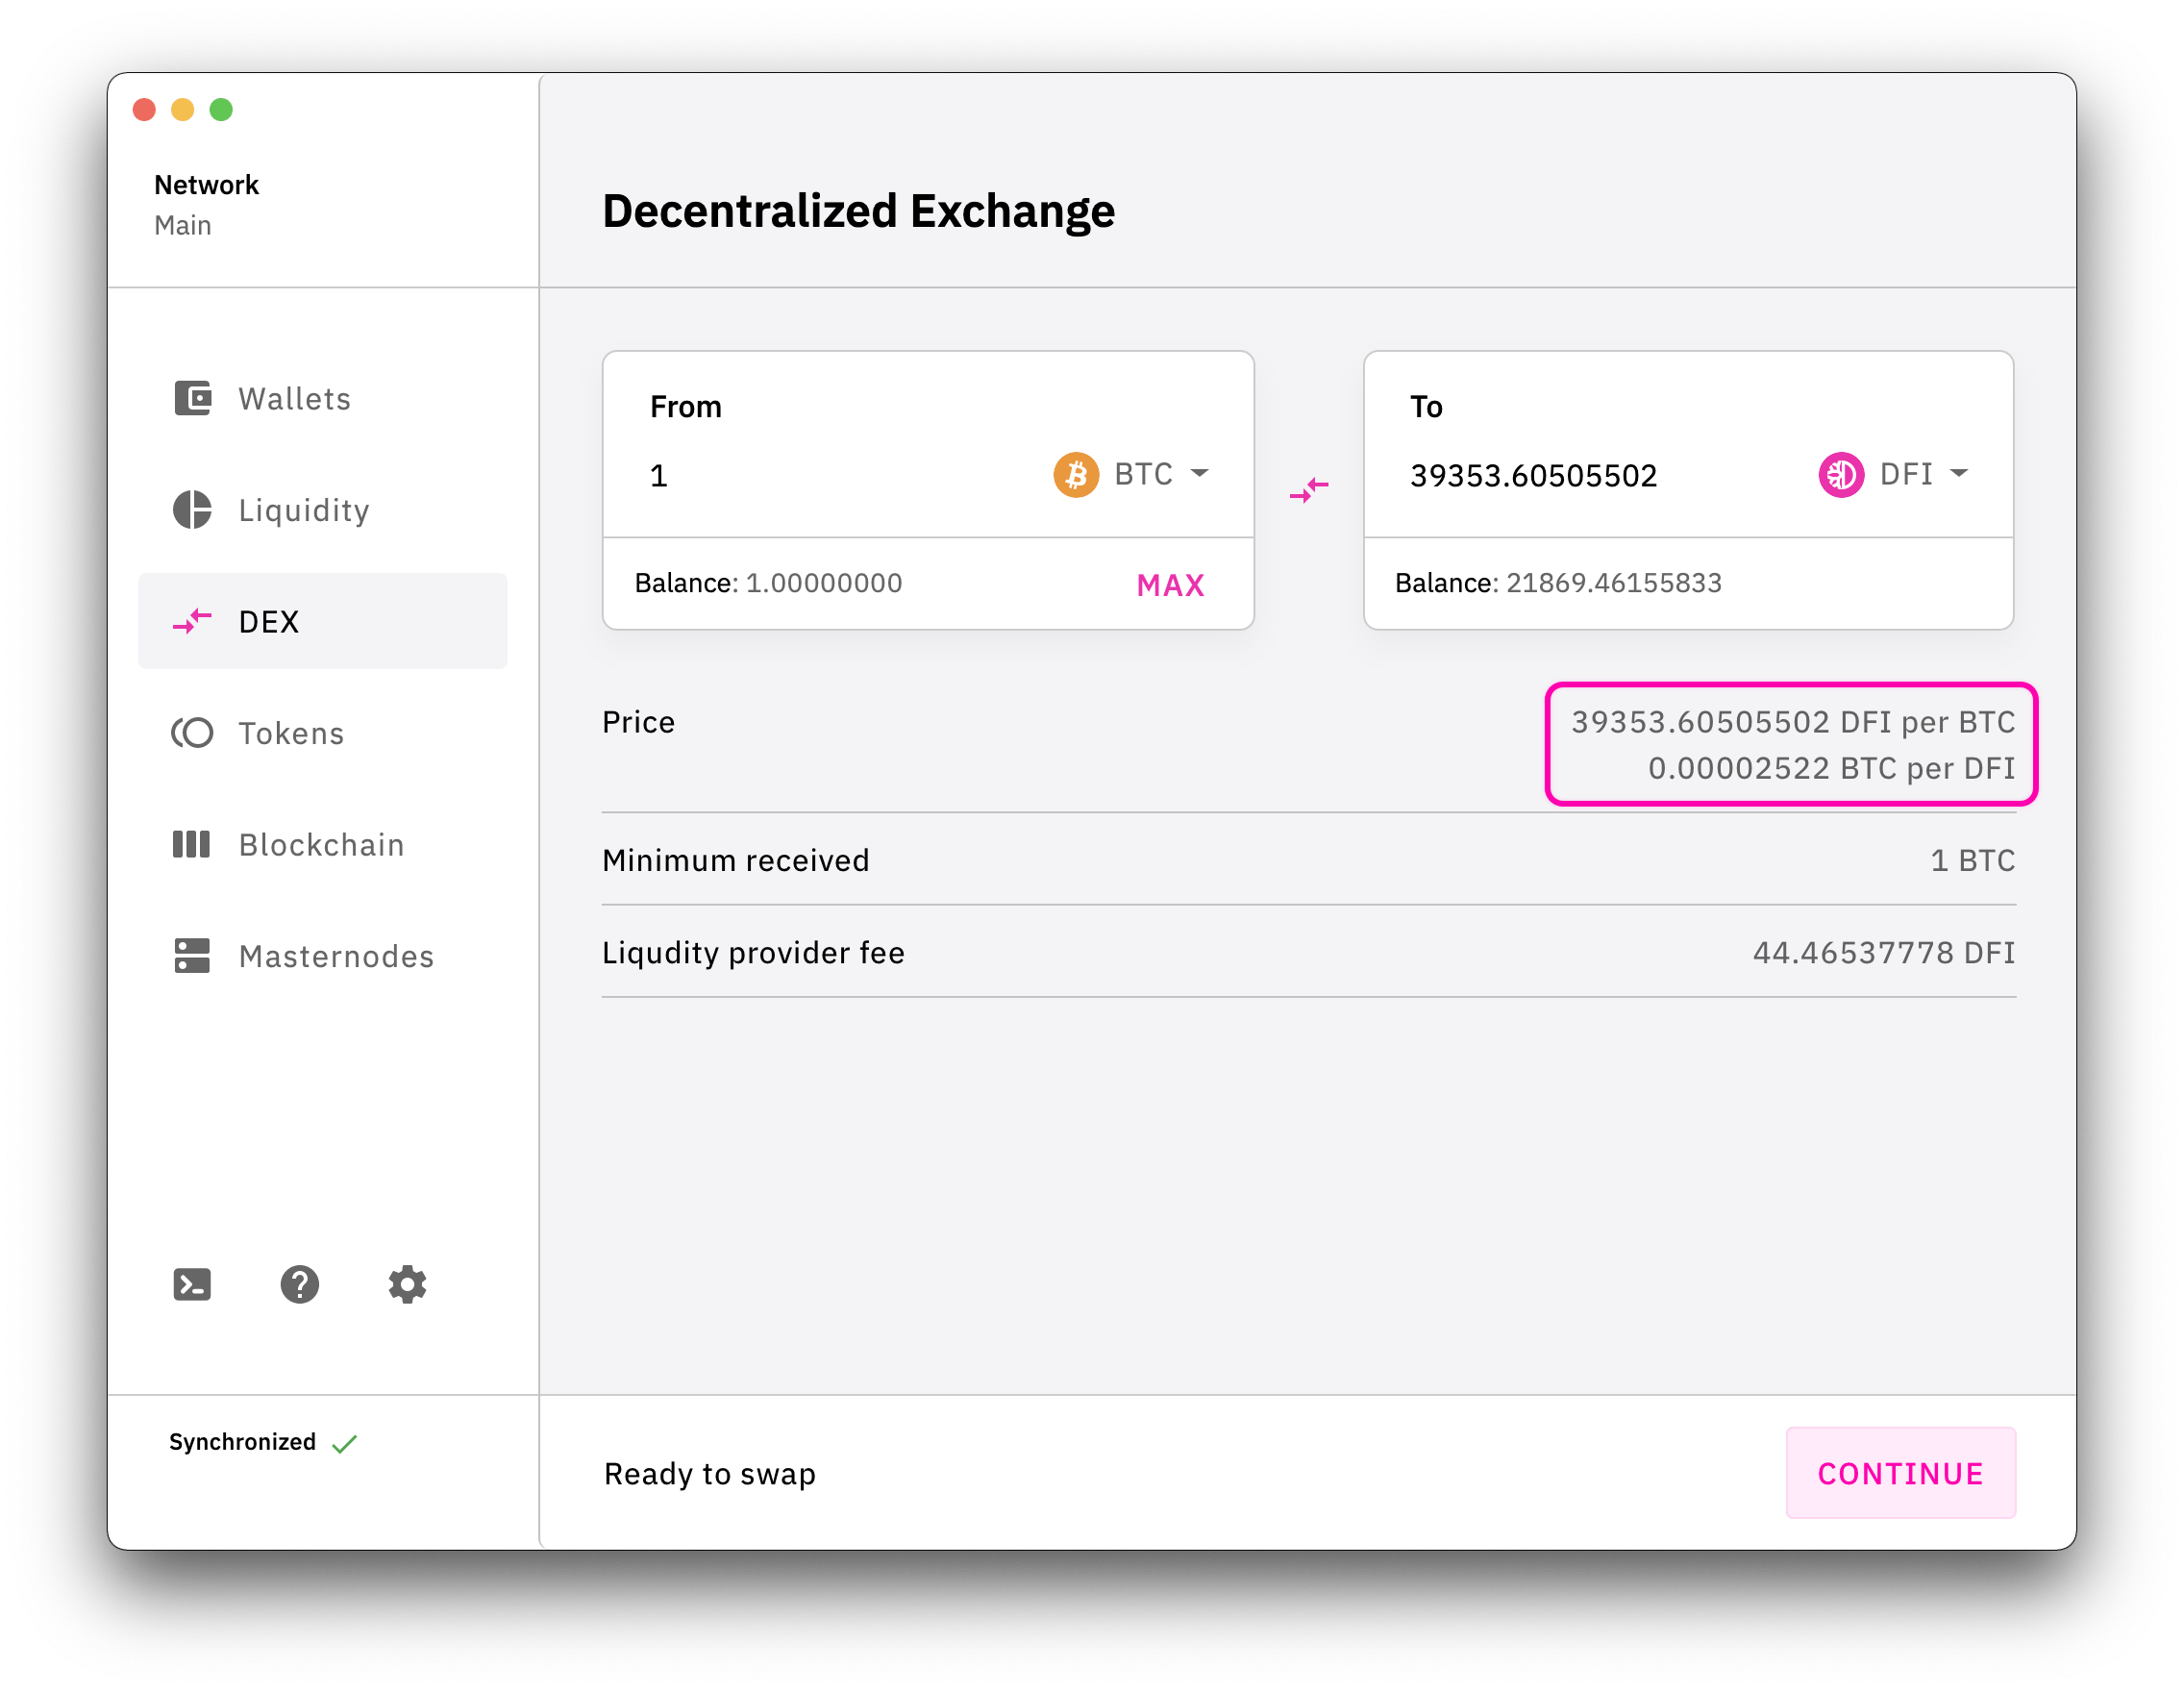 Network
Main
Decentralized Exchange
Wallets
Liquidity
DEX
Tokens
Blockchain
Masternodes
Synchronized
From
1 BTC
Balance: 1.00000000 MAX
To
39353.60505502 DFI
Balance: 21869.46155833
Price 39353.60505502 DFI per BTC
0.00002522 BTC per DFI
Minimum received 1 BTC
Liqudity provider fee 44.46537778 DFI
Ready to swap CONTINUE